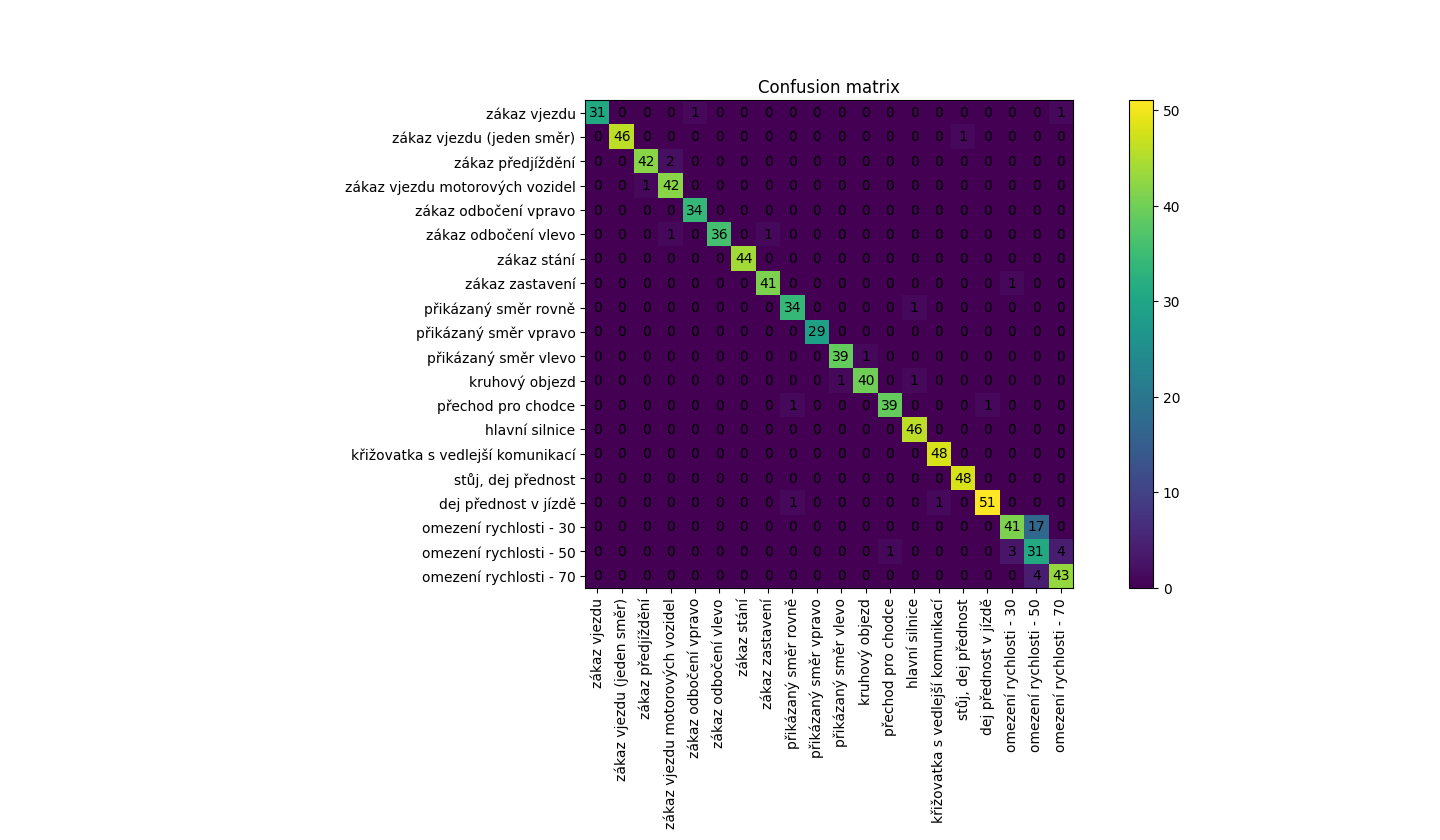 Confusion matrix
zákaz vjezdu 31 0 0 0 1 0 0 0 0 0 0 0 0 0 0 0 0 0 0 1
zákaz vjezdu (jeden směr) 0 46 0 0 0 0 0 0 0 0 0 0 0 0 0 1 0 0 0 0
zákaz předjíždění 0 0 42 2 0 0 0 0 0 0 0 0 0 0 0 0 0 0 0 0
zákaz vjezdu motorových vozidel 0 0 1 42 0 0 0 0 0 0 0 0 0 0 0 0 0 0 0 0
zákaz odbočení vpravo 0 0 0 0 34 0 0 0 0 0 0 0 0 0 0 0 0 0 0 0
zákaz odbočení vlevo 0 0 0 1 0 36 0 1 0 0 0 0 0 0 0 0 0 0 0 0
zákaz stání 0 0 0 0 0 0 44 0 0 0 0 0 0 0 0 0 0 0 0 0
zákaz zastavení 0 0 0 0 0 0 0 41 0 0 0 0 0 0 0 0 0 1 0 0
přikázaný směr rovně 0 0 0 0 0 0 0 0 34 0 0 0 0 1 0 0 0 0 0 0
přikázaný směr vpravo 0 0 0 0 0 0 0 0 0 29 0 0 0 0 0 0 0 0 0 0
přikázaný směr vlevo 0 0 0 0 0 0 0 0 0 0 39 1 0 0 0 0 0 0 0 0
kruhový objezd 0 0 0 0 0 0 0 0 0 0 1 40 0 1 0 0 0 0 0 0
přechod pro chodce 0 0 0 0 0 0 0 0 1 0 0 0 39 0 0 0 1 0 0 0
hlavní silnice 0 0 0 0 0 0 0 0 0 0 0 0 0 46 0 0 0 0 0 0
křižovatka s vedlejší komunikací 0 0 0 0 0 0 0 0 0 0 0 0 0 0 48 0 0 0 0 0
stůj, dej přednost 0 0 0 0 0 0 0 0 0 0 0 0 0 0 0 48 0 0 0 0
dej přednost v jízdě 0 0 0 0 0 0 0 0 1 0 0 0 0 0 1 0 51 0 0 0
omezení rychlosti - 30 0 0 0 0 0 0 0 0 0 0 0 0 0 0 0 0 0 41 17 0
omezení rychlosti - 50 0 0 0 0 0 0 0 0 0 0 0 0 1 0 0 0 0 3 31 4
omezení rychlosti - 70 0 0 0 0 0 0 0 0 0 0 0 0 0 0 0 0 0 0 4 43
zákaz vjezdu
zákaz vjezdu (jeden směr)
zákaz předjíždění
zákaz vjezdu motorových vozidel
zákaz odbočení vpravo
zákaz odbočení vlevo
zákaz stání
zákaz zastavení
přikázaný směr rovně
přikázaný směr vpravo
přikázaný směr vlevo
kruhový objezd
přechod pro chodce
hlavní silnice
křižovatka s vedlejší komunikací
stůj, dej přednost
dej přednost v jízdě
omezení rychlosti - 30
omezení rychlosti - 50
omezení rychlosti - 70
50
40
30
20
10
0